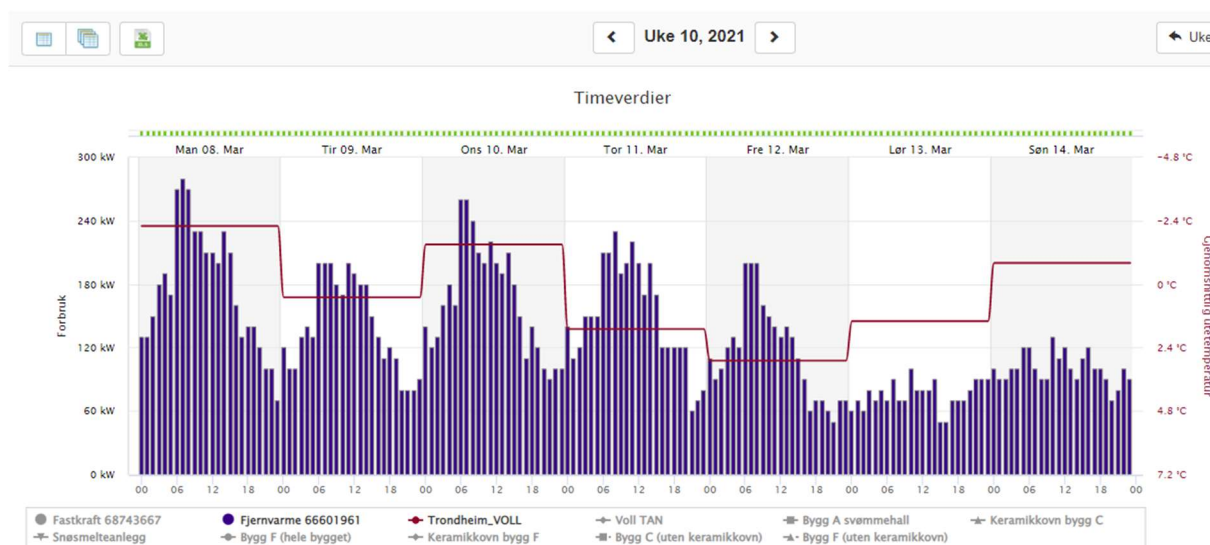 Uke 10, 2021
Uke
Timeverdier
Man 08. Mar Tir 09. Mar Ons 10. Mar Tor 11. Mar Fre 12. Mar Lør 13. Mar Søn 14. Mar
300 kW
240 kW
180 kW
120 kW
60 kW
0 kW
Forbruk
-4.8 °C
-2.4 °C
0 °C
2.4 °C
4.8 °C
7.2 °C
Gjenomsnittlig utetemperatur
00 06 12 18 00 06 12 18 00 06 12 18 00 06 12 18 00 06 12 18 00 06 12 18 00 06 12 18 00
Fastkraft 68743667 Fjernvarme 66601961 Trondheim_VOLL Voll TAN Bygg A svømmehall Keramikkovn bygg C
Snøsmelteanlegg Bygg F (hele bygget) Keramikkovn bygg F Bygg C (uten keramikkovn) Bygg F (uten keramikkovn)